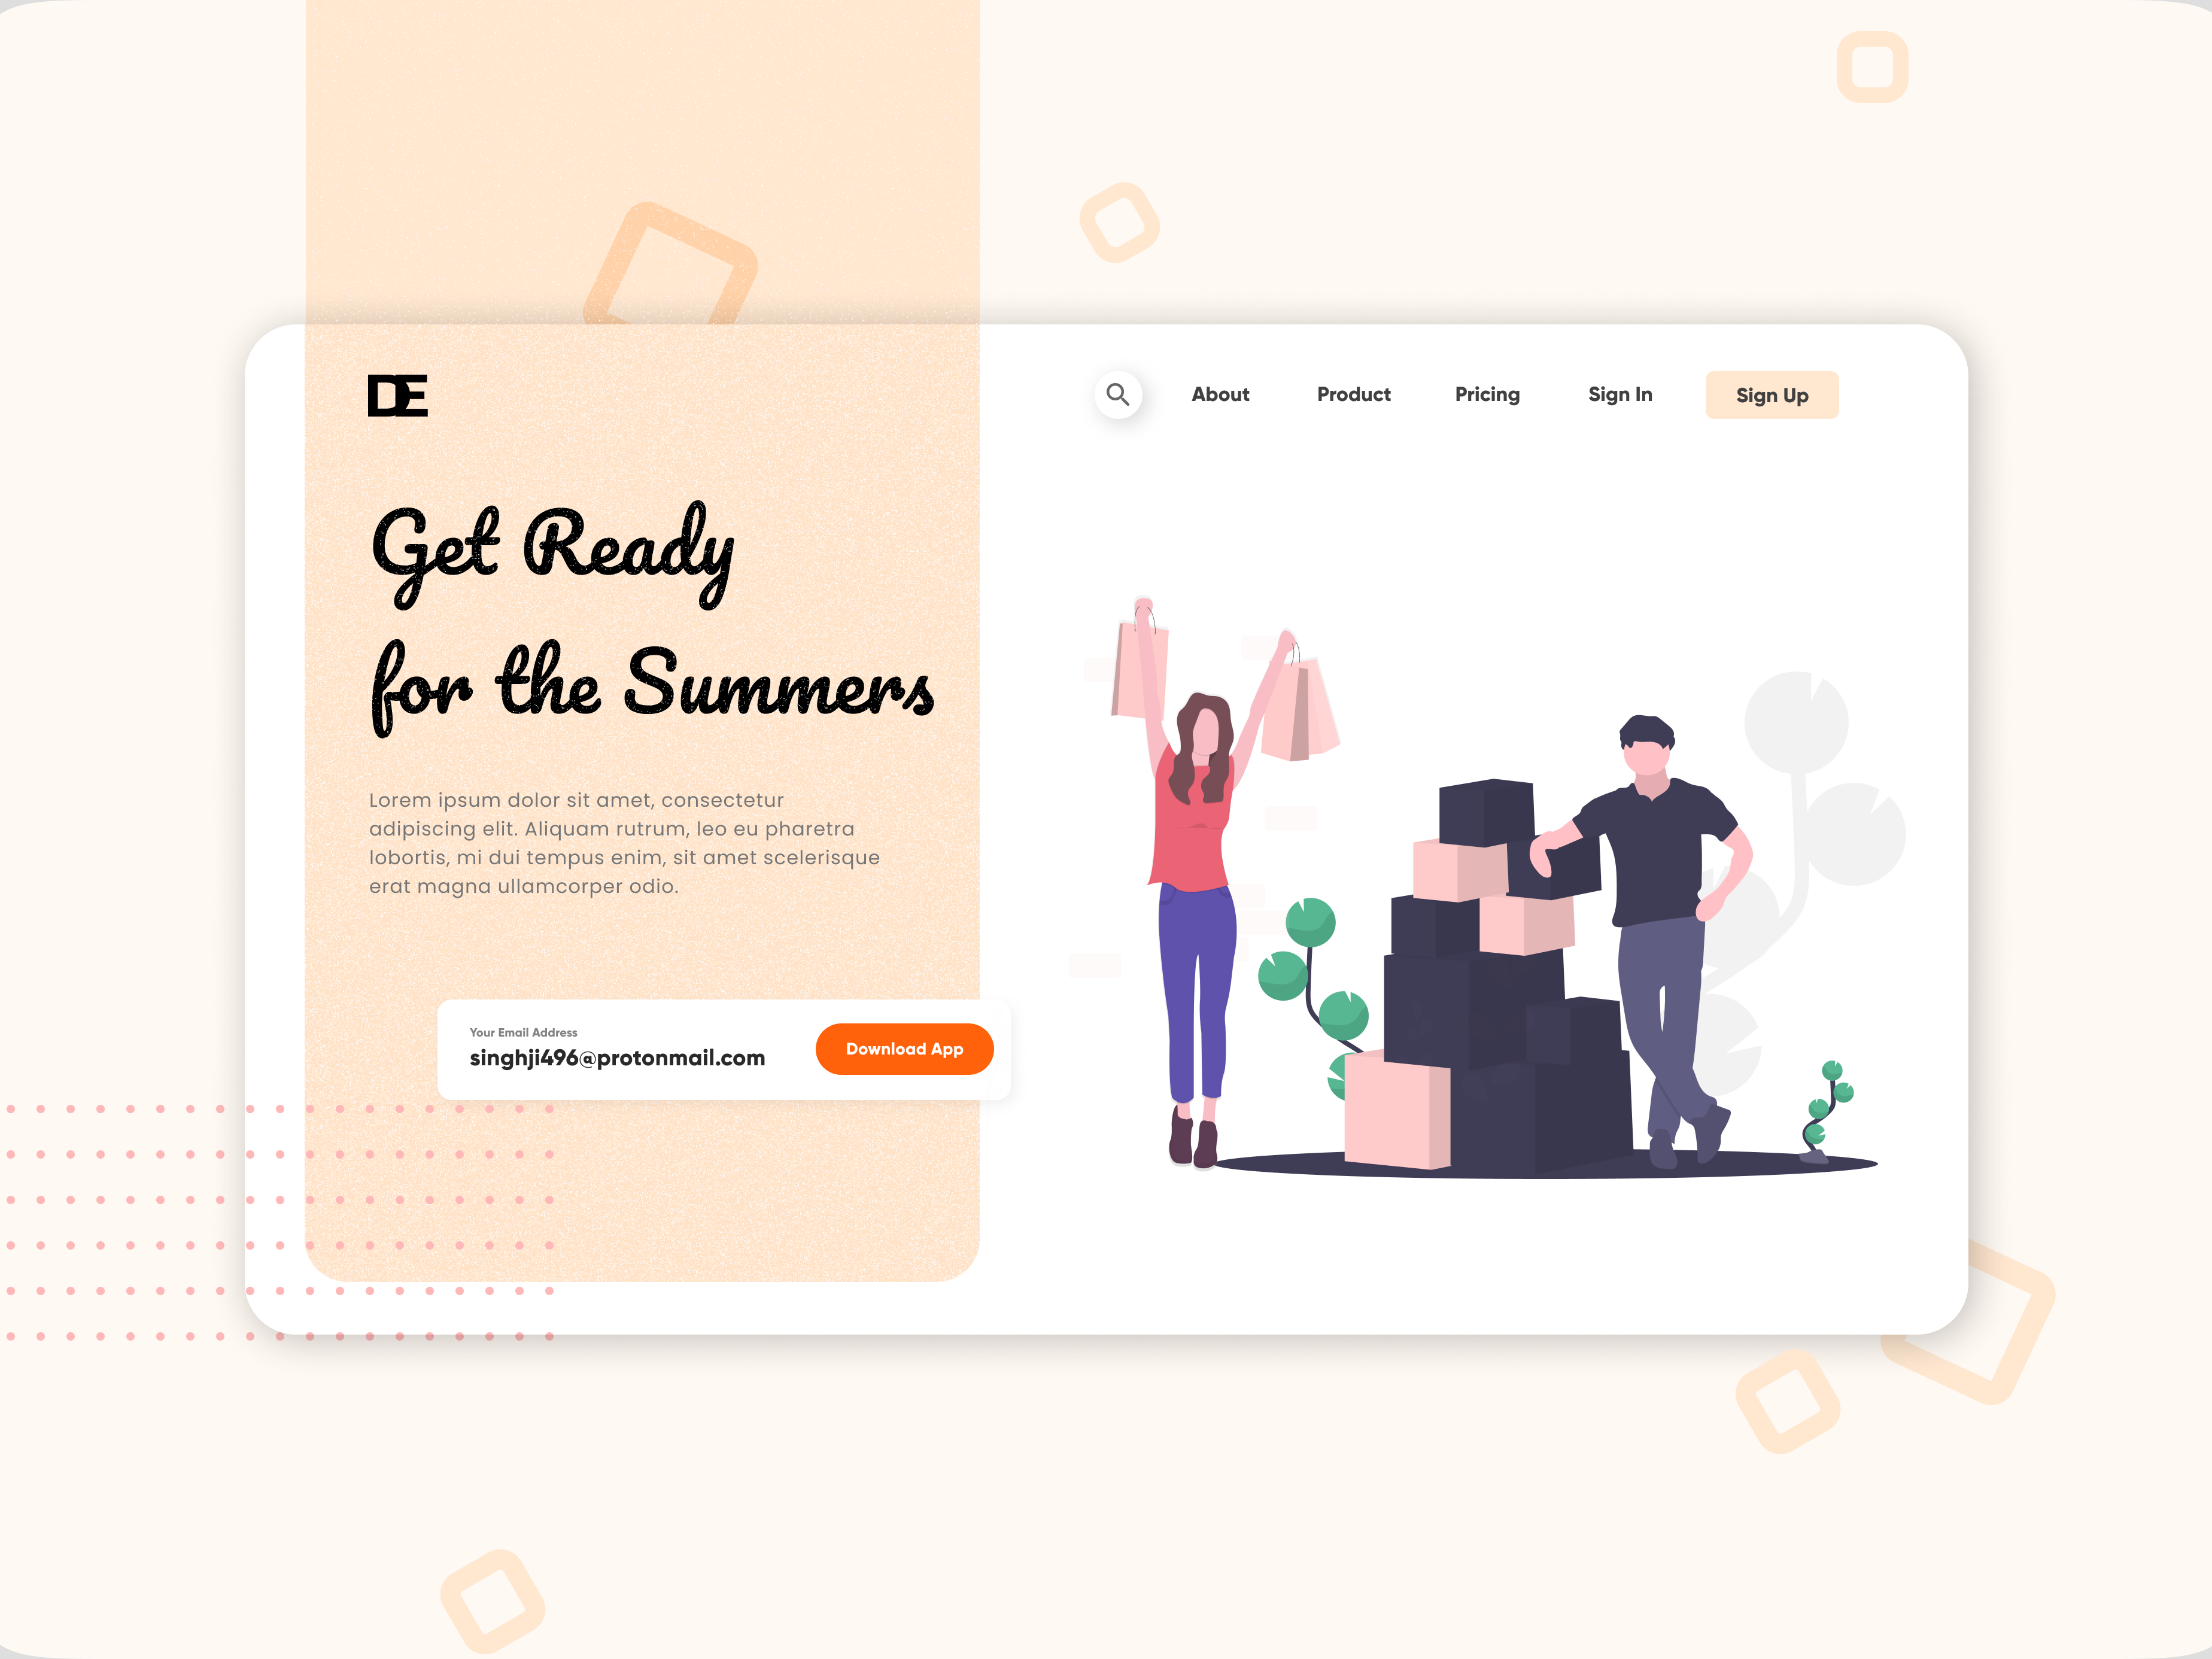 DE
About Product Pricing Sign In Sign Up
Get Ready
for the Summers
Lorem ipsum dolor sit amet, consectetur
adipiscing elit. Aliquam rutrum, leo eu pharetra
lobortis, mi dui tempus enim, sit amet scelerisque
erat magna ullamcorper odio.
Your Email Address
singhji496@protonmail.com
Download App